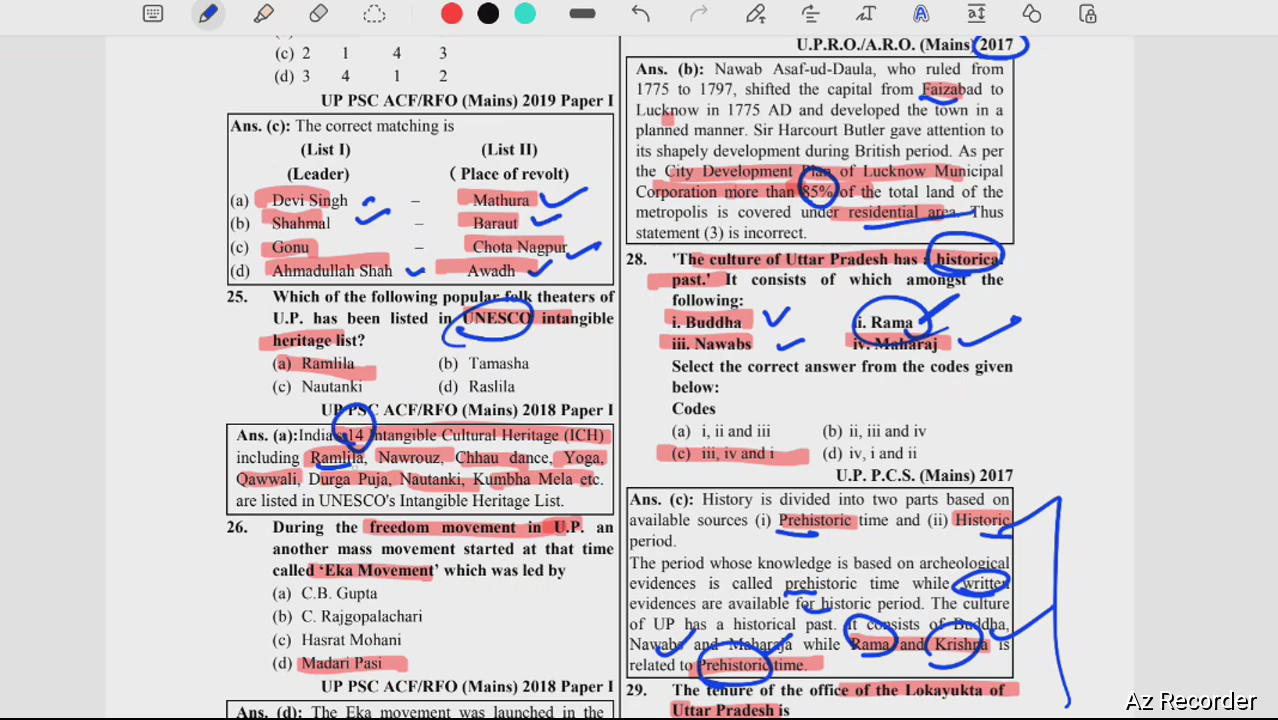 (c) 2 1 4 3
(d) 3 4 1 2
UP PSC ACF/RFO (Mains) 2019 Paper I
Ans. (c): The correct matching is
(List I) (List II)
(Leader) ( Place of revolt)
(a) Devi Singh – Mathura
(b) Shahmal – Baraut
(c) Gonu – Chota Nagpur
(d) Ahmadullah Shah – Awadh
25. Which of the following popular folk theaters of
U.P. has been listed in UNESCO intangible
heritage list?
(a) Ramlila (b) Tamasha
(c) Nautanki (d) Raslila
UP PSC ACF/RFO (Mains) 2018 Paper I
Ans. (a):India's 14 Intangible Cultural Heritage (ICH)
including Ramlila, Nawrouz, Chhau dance, Yoga,
Qawwali, Durga Puja, Nautanki, Kumbha Mela etc.
are listed in UNESCO's Intangible Heritage List.
26. During the freedom movement in U.P. an
another mass movement started at that time
called ‘Eka Movement’ which was led by
(a) C.B. Gupta
(b) C. Rajgopalachari
(c) Hasrat Mohani
(d) Madari Pasi
UP PSC ACF/RFO (Mains) 2018 Paper I
Ans. (d): The Eka movement was launched in the
U.P.R.O./A.R.O. (Mains) 2017
Ans. (b): Nawab Asaf-ud-Daula, who ruled from
1775 to 1797, shifted the capital from Faizabad to
Lucknow in 1775 AD and developed the town in a
planned manner. Sir Harcourt Butler gave attention to
its shapely development during British period. As per
the City Development Plan of Lucknow Municipal
Corporation more than 85% of the total land of the
metropolis is covered under residential area. Thus
statement (3) is incorrect.
28. 'The culture of Uttar Pradesh has a historical
past.' It consists of which amongst the
following:
i. Buddha ii. Rama
iii. Nawabs iv. Maharaj
Select the correct answer from the codes given
below:
Codes
(a) i, ii and iii (b) ii, iii and iv
(c) iii, iv and i (d) iv, i and ii
U.P. P.C.S. (Mains) 2017
Ans. (c): History is divided into two parts based on
available sources (i) Prehistoric time and (ii) Historic
period.
The period whose knowledge is based on archeological
evidences is called prehistoric time while written
evidences are available for historic period. The culture
of UP has a historical past. It consists of Buddha,
Nawabs and Maharaja while Rama and Krishna is
related to Prehistoric time.
29. The tenure of the office of the Lokayukta of
Uttar Pradesh is
Az Recorder